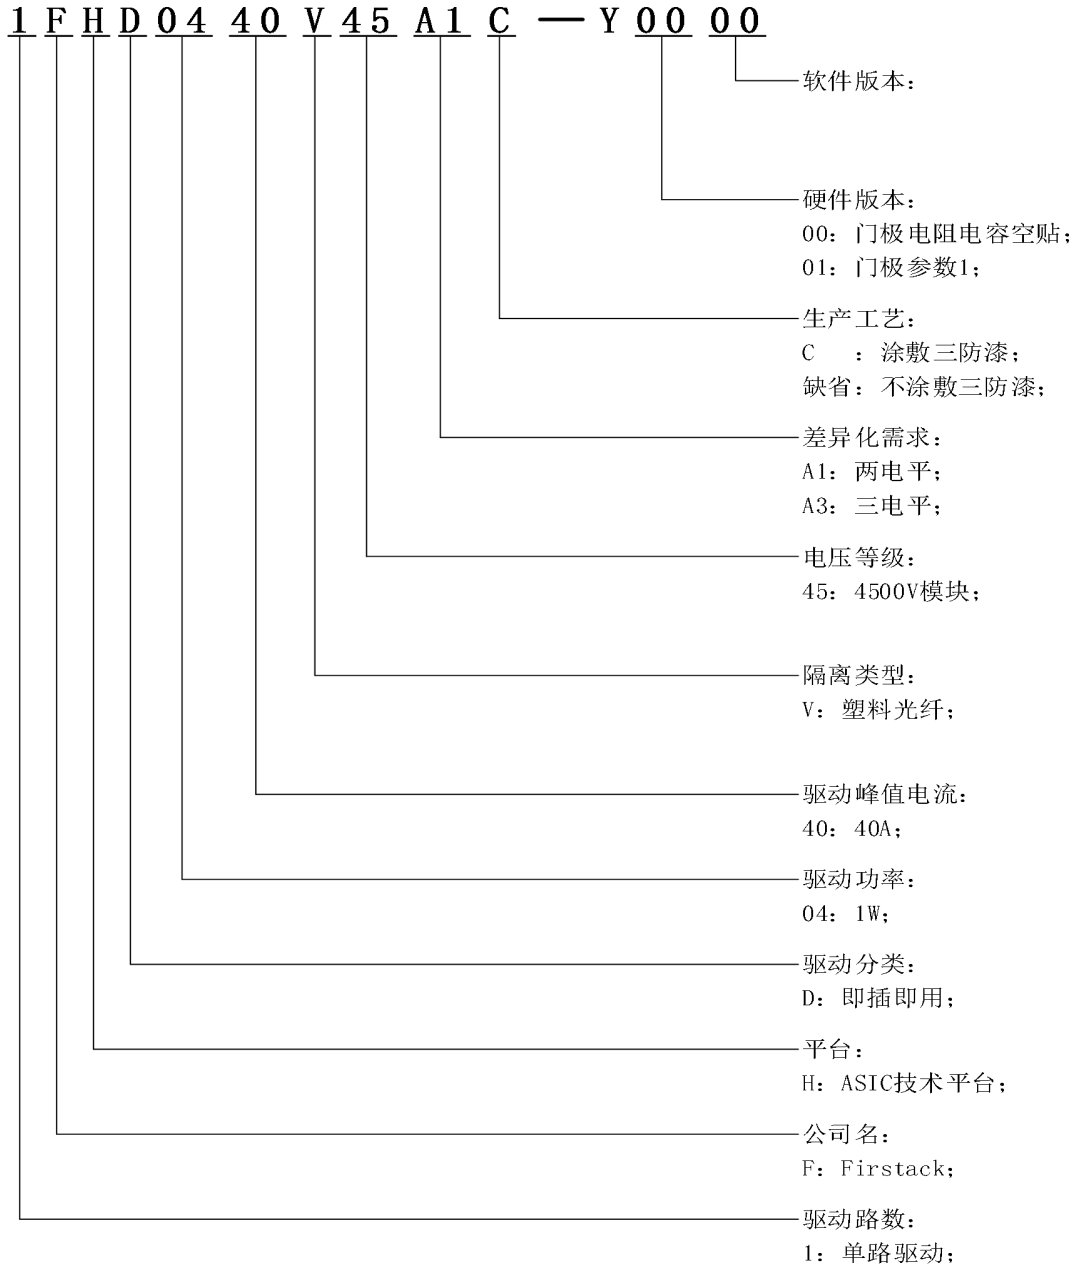 1FHD0440V45A1C—Y0000
软件版本：
硬件版本：
00：门极电阻电容空贴；
01：门极参数1；
生产工艺：
C ：涂敷三防漆；
缺省：不涂敷三防漆；
差异化需求：
A1：两电平；
A3：三电平；
电压等级：
45：4500V模块；
隔离类型：
V：塑料光纤；
驱动峰值电流：
40：40A；
驱动功率：
04：1W；
驱动分类：
D：即插即用；
平台：
H：ASIC技术平台；
公司名：
F：Firstack；
驱动路数：
1：单路驱动；